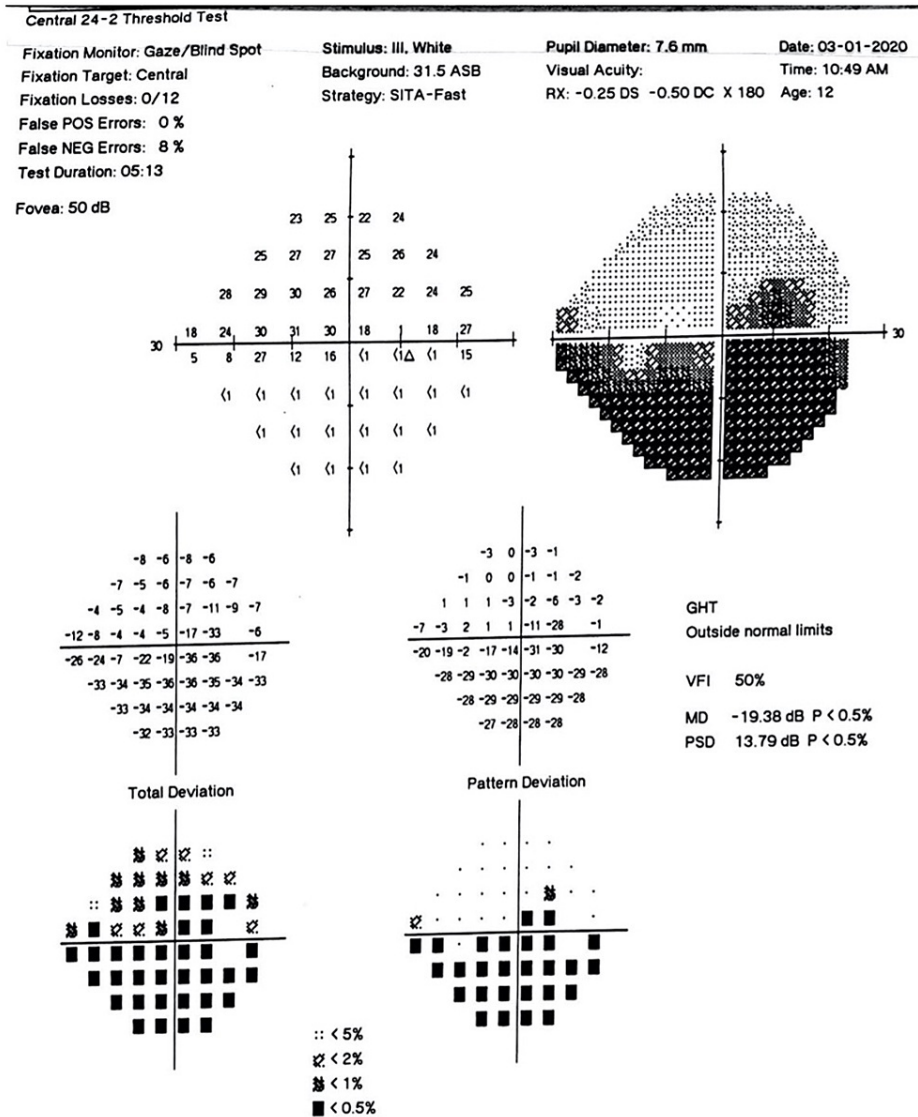 Central 24-2 Threshold Test
Fixation Monitor: Gaze/Blind Spot
Fixation Target: Central
Fixation Losses: 0/12
False POS Errors: 0 %
False NEG Errors: 8 %
Test Duration: 05:13
Fovea: 50 dB
Stimulus: III, White
Background: 31.5 ASB
Strategy: SITA-Fast
Pupil Diameter: 7.6 mm
Visual Acuity:
RX: -0.25 DS -0.50 DC X 180
Date: 03-01-2020
Time: 10:49 AM
Age: 12
23 25 22 24
25 27 27 25 26 24
28 29 30 26 27 22 24 25
18 24 30 31 30 18 1 18 27
30 30
5 8 27 12 16 <1 <1 <1 15
<1 <1 <1 <1 <1 <1 <1 <1
<1 <1 <1 <1 <1 <1
<1 <1 <1 <1
-8 -6 -8 -6
-7 -5 -6 -7 -6 -7
-4 -5 -4 -8 -7 -11 -9 -7
-12 -8 -4 -4 -5 -17 -33 -6
-26 -24 -7 -22 -19 -36 -36 -17
-33 -34 -35 -36 -36 -35 -34 -33
-33 -34 -34 -34 -34 -34
-32 -33 -33 -33
Total Deviation
-3 0 -3 -1
-1 0 0 -1 -1 -2
1 1 1 -3 -2 -6 -3 -2
-7 -3 2 1 1 -11 -28 -1
-20 -19 -2 -17 -14 -31 -30 -12
-28 -29 -30 -30 -30 -30 -29 -28
-28 -29 -29 -29 -29 -28
-27 -28 -28 -28
Pattern Deviation
GHT
Outside normal limits
VFI 50%
MD -19.38 dB P < 0.5%
PSD 13.79 dB P < 0.5%
< 5%
< 2%
< 1%
< 0.5%